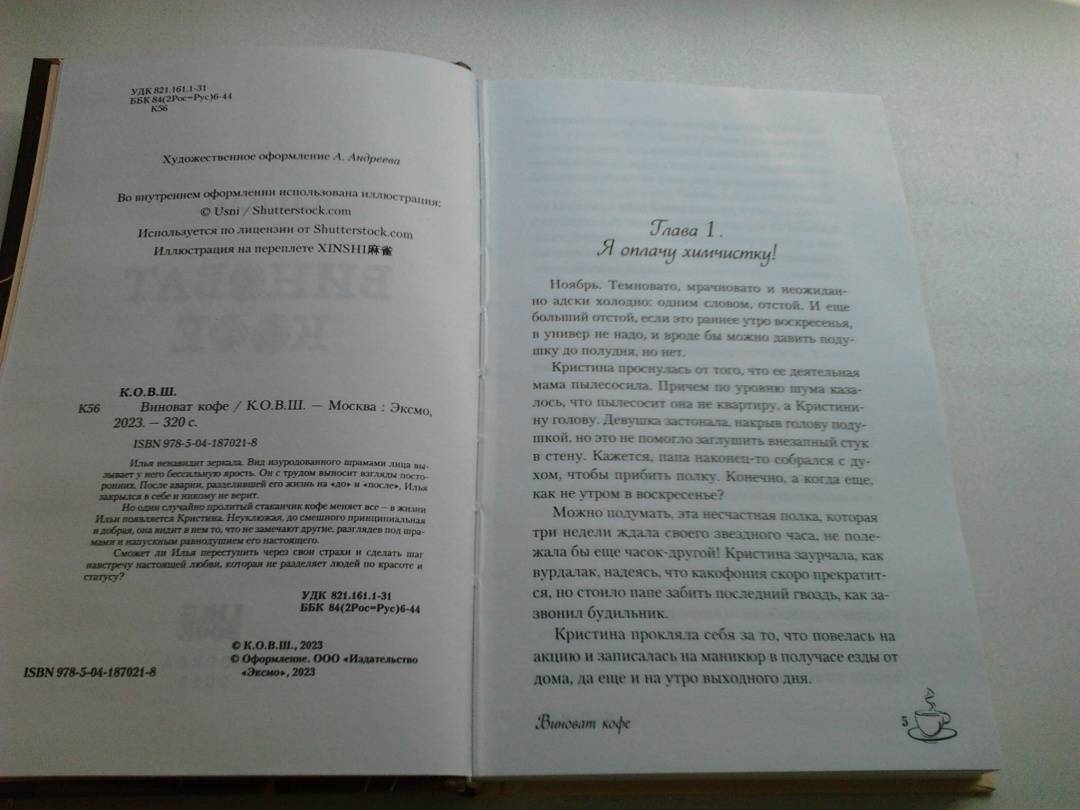 УДК 821.161.1-31
ББК 84(2Рос=Рус)6-44
К56
Художественное оформление А. Андреева
Во внутреннем оформлении использована иллюстрация:
© Usni / Shutterstock.com
Используется по лицензии от Shutterstock.com
Иллюстрация на переплете XINSHI麻雀
К.О.В.Ш.
К56 Виноват кофе / К.О.В.Ш. — Москва : Эксмо,
2023. — 320 с.
ISBN 978-5-04-187021-8
Илья ненавидит зеркала. Вид изуродованного шрамами лица вы-
зывает у него бессильную ярость. Он с трудом выносит взгляды посто-
ронних. После аварии, разделившей его жизнь на «до» и «после», Илья
закрылся в себе и никому не верит.
Но один случайно пролитый стаканчик кофе меняет все – в жизни
Ильи появляется Кристина. Неуклюжая, до смешного принципиальная
и добрая, она видит в нем то, что не замечают другие, разглядев под шра-
мами и напускным равнодушием его настоящего.
Сможет ли Илья переступить через свои страхи и сделать шаг
навстречу настоящей любви, которая не разделяет людей по красоте и
статусу?
УДК 821.161.1-31
ББК 84(2Рос=Рус)6-44
© К.О.В.Ш., 2023
© Оформление. ООО «Издательство
«Эксмо», 2023
ISBN 978-5-04-187021-8
Глава 1.
Я оплачу химчистку!
Ноябрь. Темновато, мрачновато и неожидан-
но адски холодно: одним словом, отстой. И еще
больший отстой, если это раннее утро воскресенья,
в универ не надо, и вроде бы можно давить поду-
шку до полудня, но нет.
Кристина проснулась от того, что ее деятельная
мама пылесосила. Причем по уровню шума каза-
лось, что пылесосит она не квартиру, а Кристини-
ну голову. Девушка застонала, накрыв голову поду-
шкой, но это не помогло заглушить внезапный стук
в стену. Кажется, папа наконец-то собрался с ду-
хом, чтобы прибить полку. Конечно, а когда еще,
как не утром в воскресенье?
Можно подумать, эта несчастная полка, которая
три недели ждала своего звездного часа, не поле-
жала бы еще часок-другой! Кристина заурчала, как
вурдалак, надеясь, что какофония скоро прекратит-
ся, но стоило папе забить последний гвоздь, как за-
звонил будильник.
Кристина прокляла себя за то, что повелась на
акцию и записалась на маникюр в получасе езды от
дома, да еще и на утро выходного дня.
Виноват кофе 5